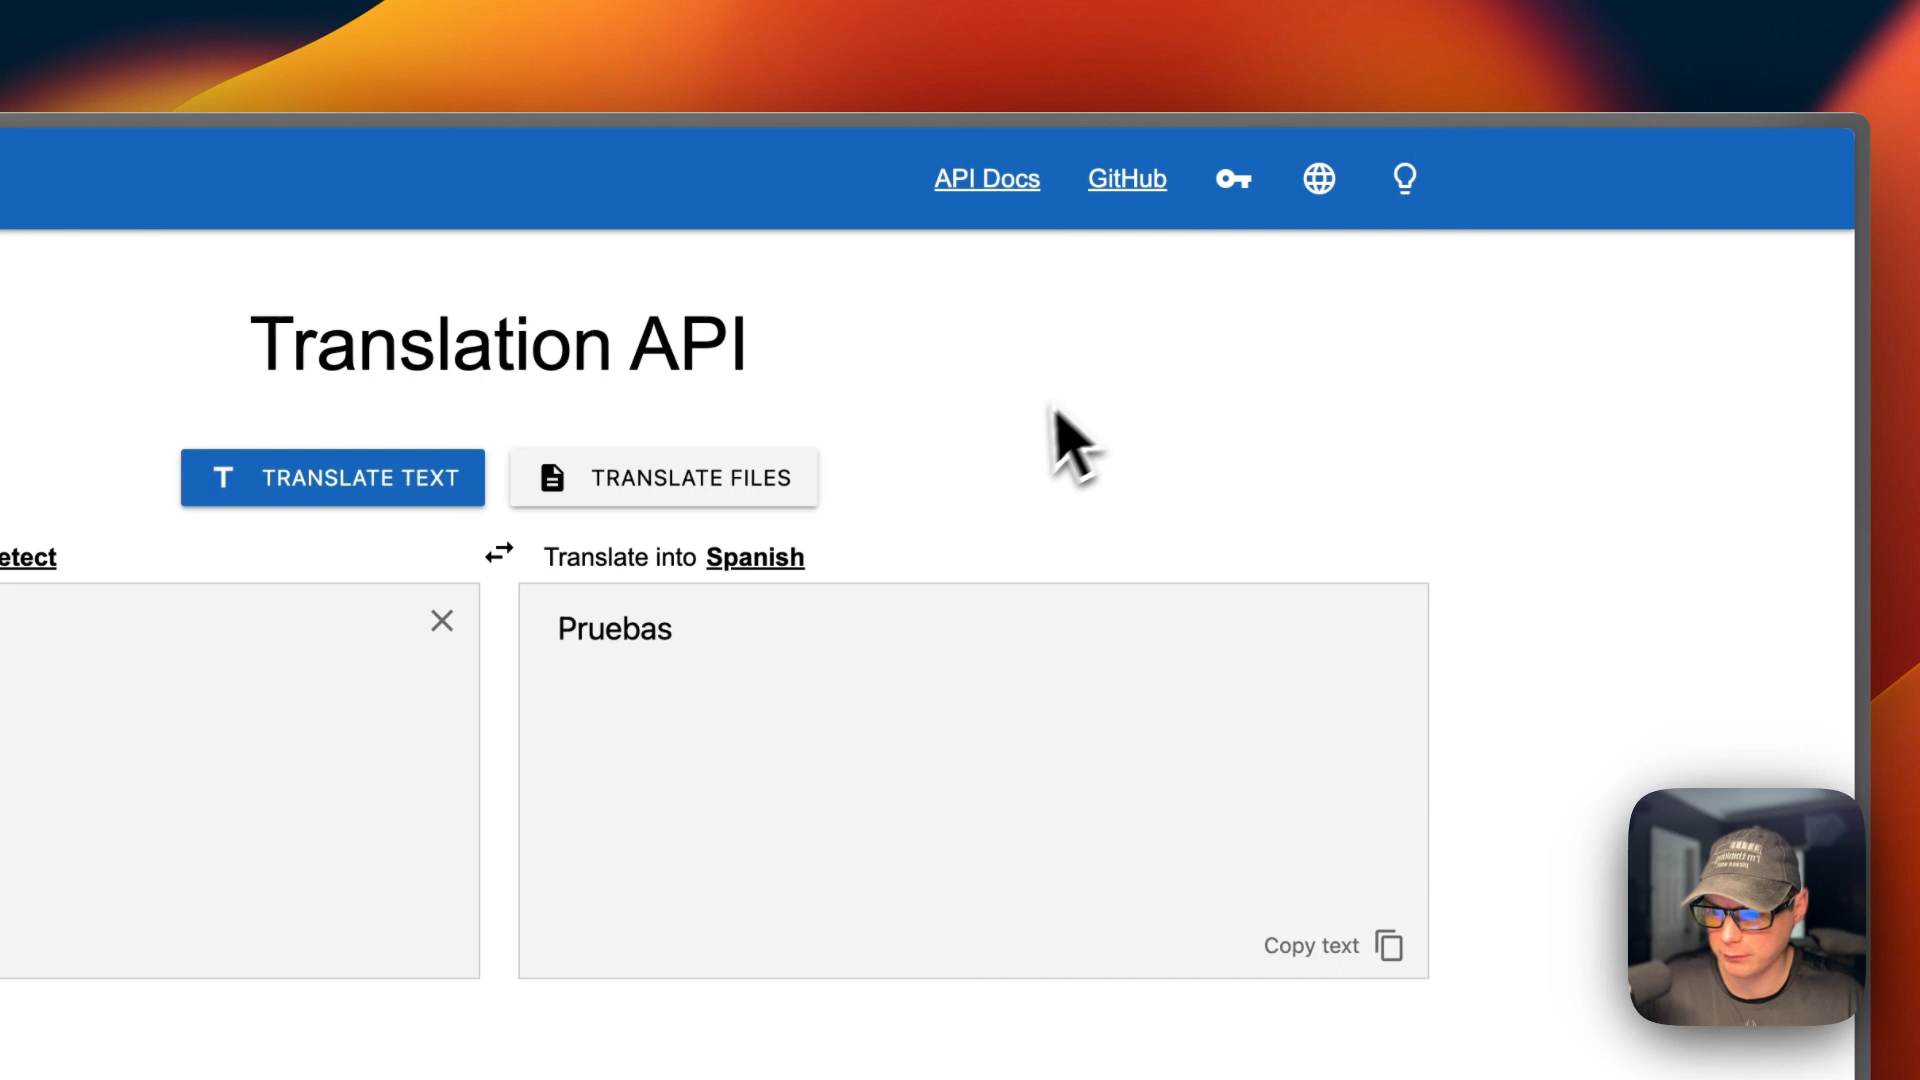 API Docs GitHub
Translation API
TRANSLATE TEXT TRANSLATE FILES
etect Translate into Spanish
Pruebas
Copy text